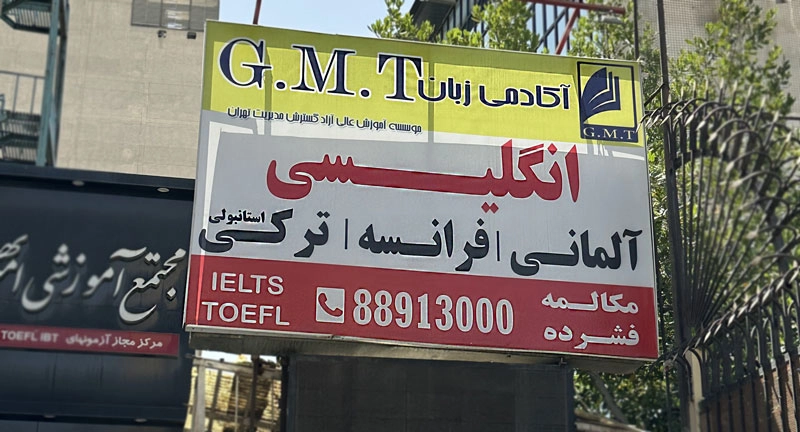 آکادمی زبان G.M.T
G.M.T
موسسه آموزش عالی آزاد گسترش مدیریت تهران
انگلیسی
آلمانی | فرانسه | ترکی استانبولی
IELTS
TOEFL
88913000
مکالمه
فشرده
مجتمع آموزشی
مرکز مجاز آزمونهای TOEFL iBT